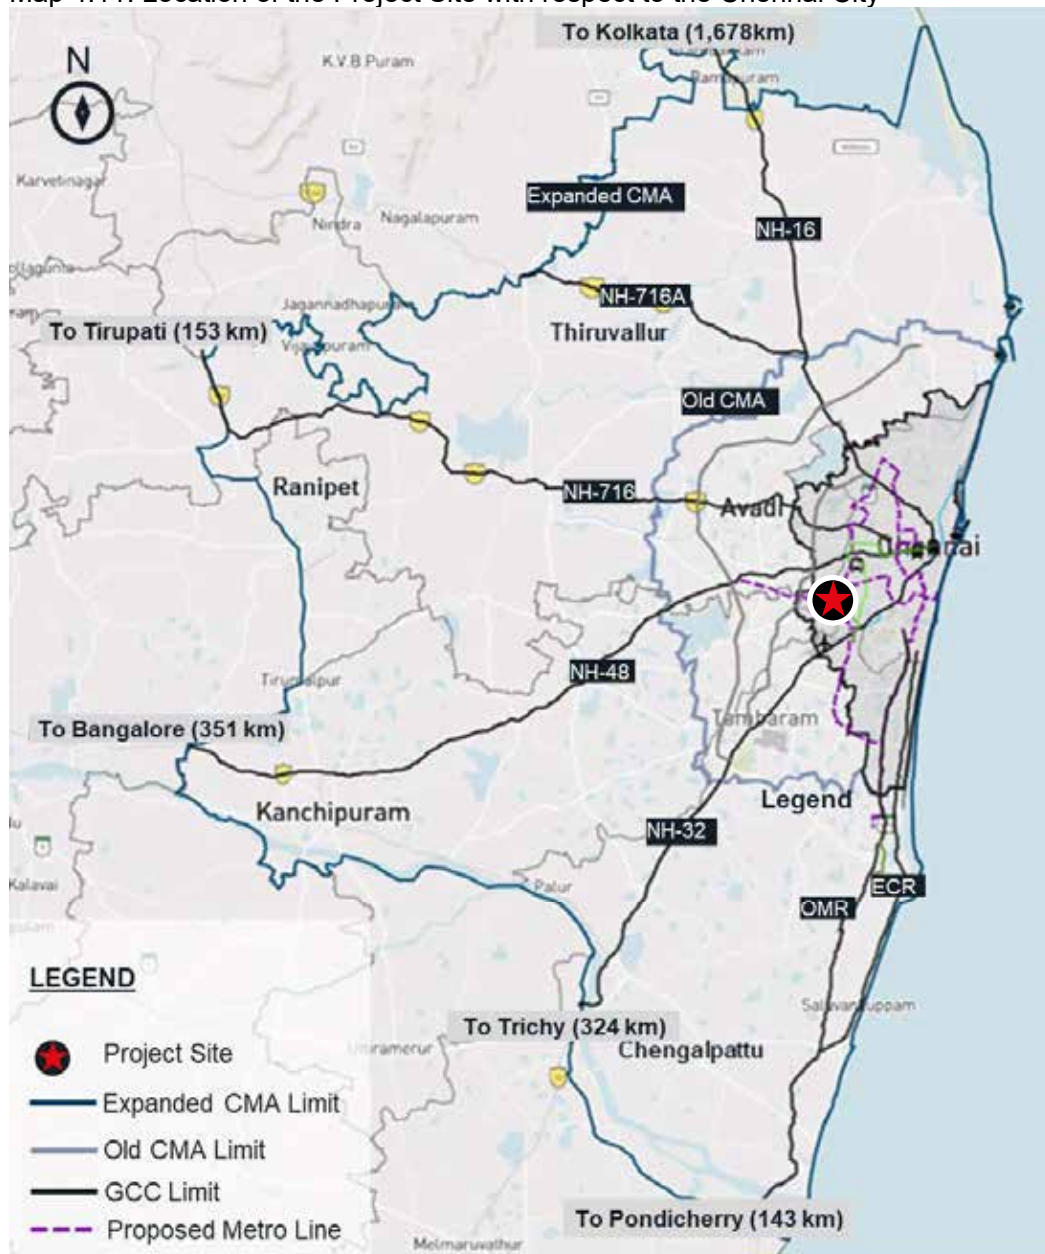 To Kolkata (1,678km)
N
K.V.B.Puram
Karvetinagar
Expanded CMA
Nindra
Nagalapuram
NH-16
NH-716A
Jagannadhapuram
To Tirupati (153 km)
Thiruvallur
Old CMA
Ranipet
NH-716
Avadi
Chennai
NH-48
Tambaram
To Bangalore (351 km)
Legend
Kanchipuram
NH-32
Kalavai
Palur
ECR
OMR
LEGEND
To Trichy (324 km)
Chengalpattu
Project Site
Expanded CMA Limit
Old CMA Limit
GCC Limit
Proposed Metro Line
To Pondicherry (143 km)
Melmaruvathur